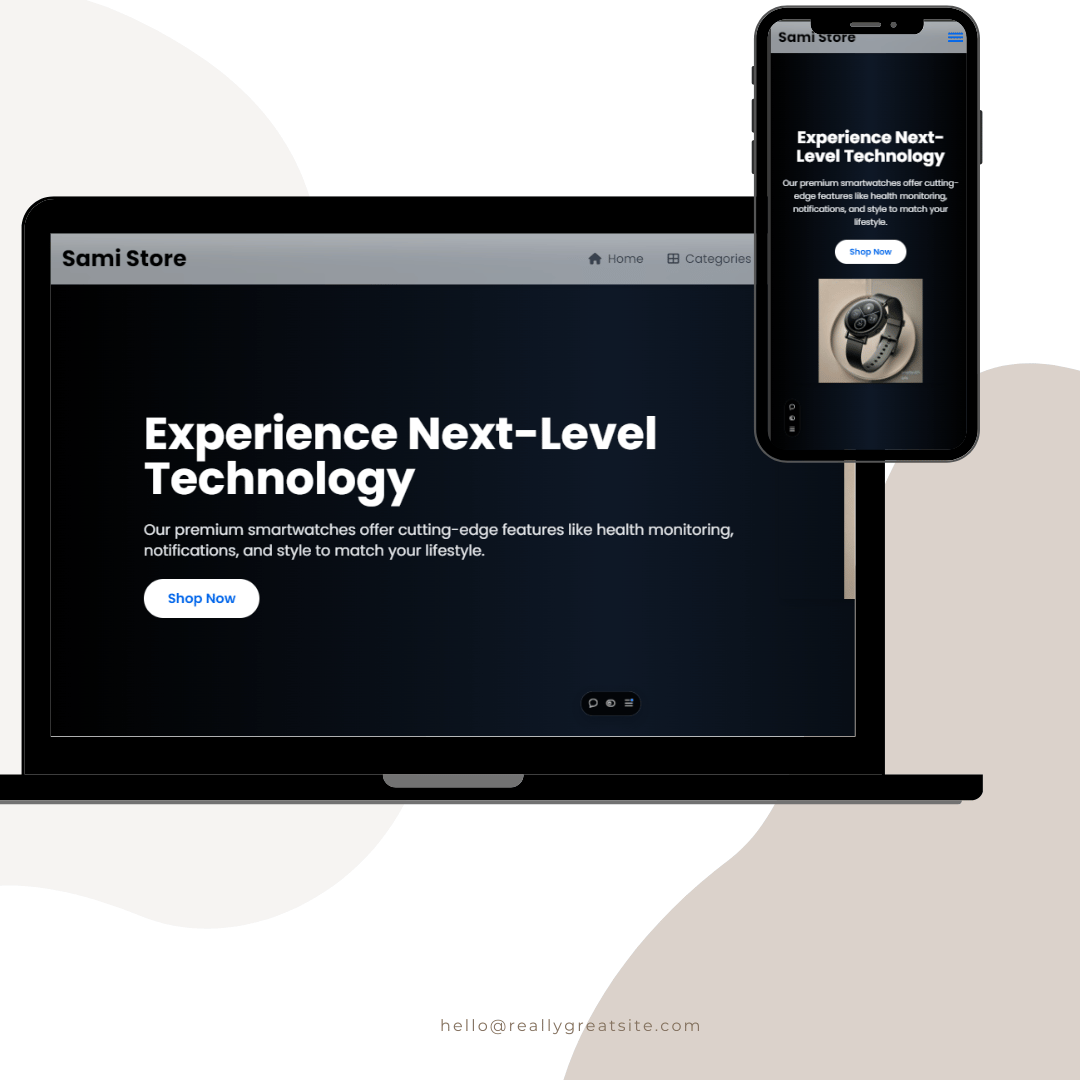 Sami Store
Experience Next-
Level Technology
Our premium smartwatches offer cutting-
edge features like health monitoring,
notifications, and style to match your
lifestyle.
Shop Now
Sami Store
Home
Categories
Experience Next-Level
Technology
Our premium smartwatches offer cutting-edge features like health monitoring,
notifications, and style to match your lifestyle.
Shop Now
hello@reallygreatsite.com